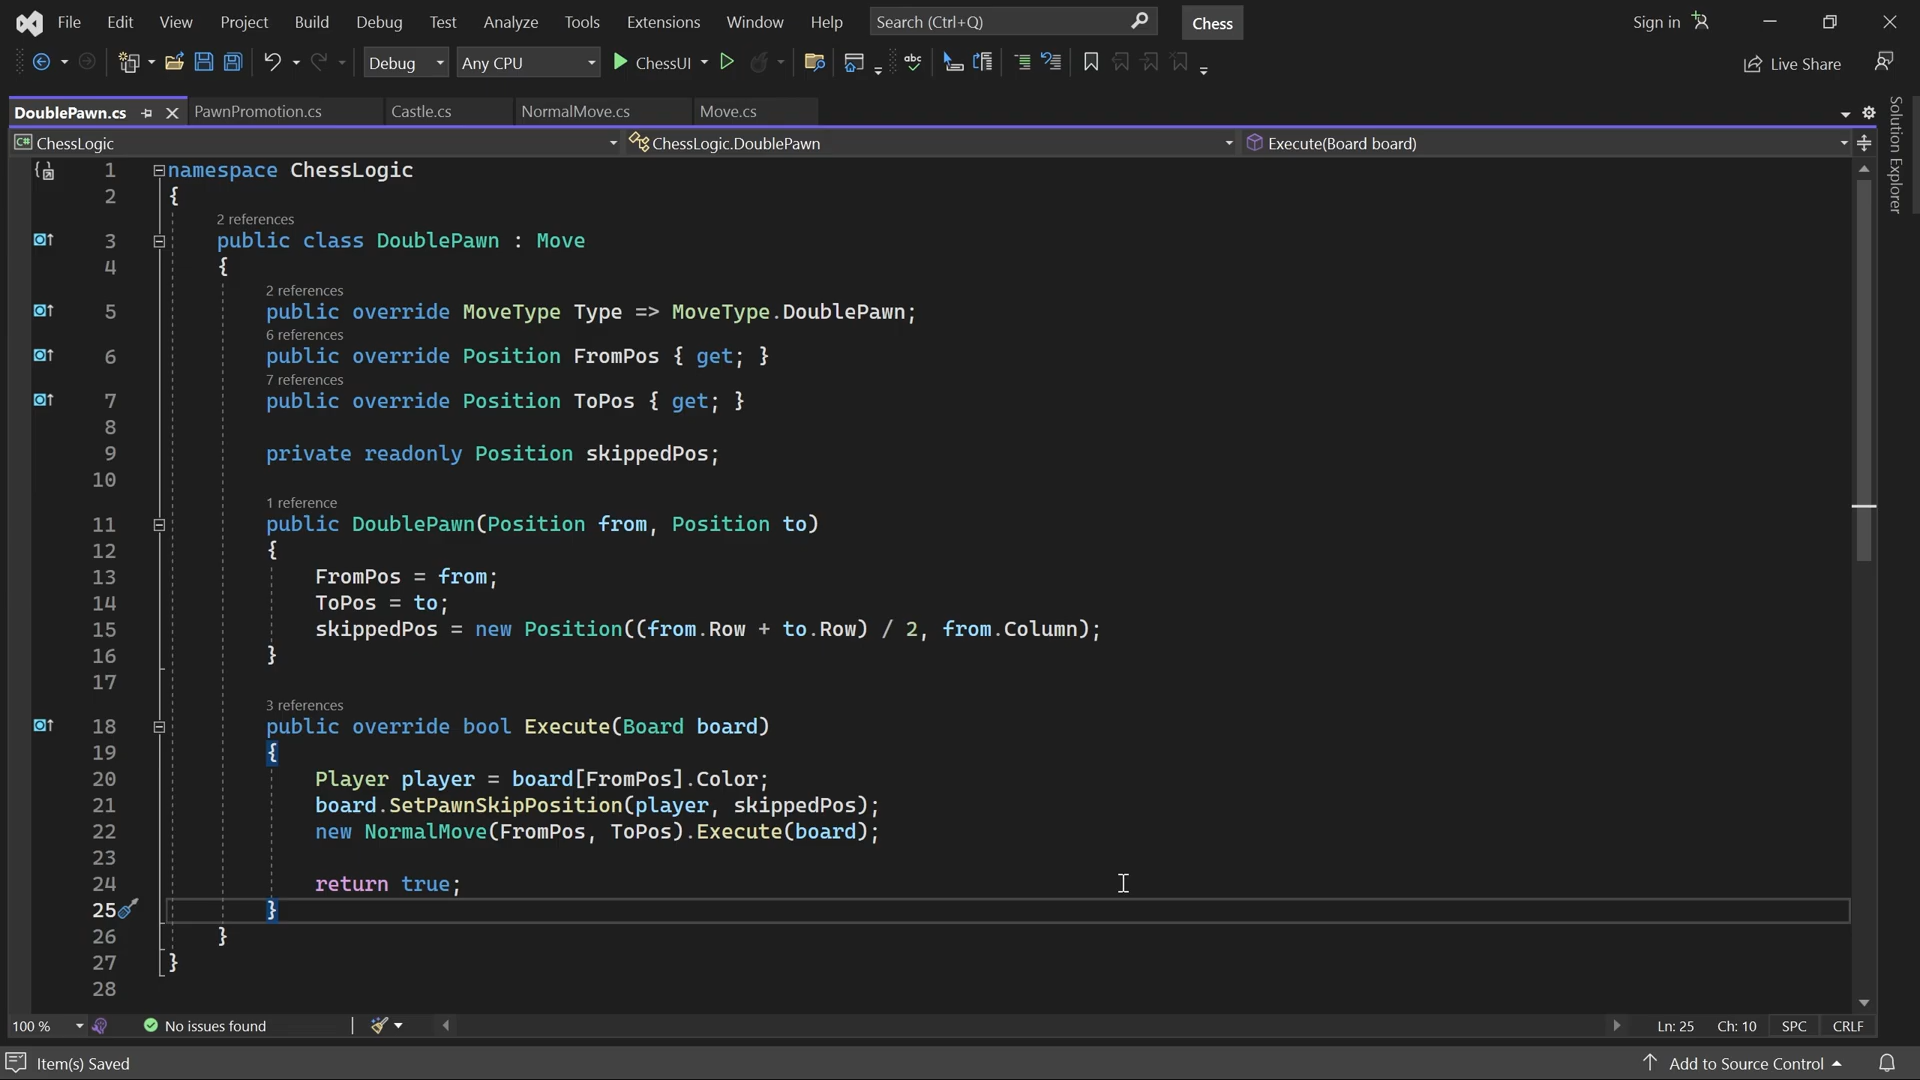 File Edit View Project Build Debug Test Analyze Tools Extensions Window Help Search (Ctrl+Q) Chess Sign in
Debug Any CPU ChessUI Live Share
DoublePawn.cs PawnPromotion.cs Castle.cs NormalMove.cs Move.cs
ChessLogic ChessLogic.DoublePawn Execute(Board board)
Solution Explorer
1 namespace ChessLogic
2 {
2 references
3 public class DoublePawn : Move
4 {
2 references
5 public override MoveType Type => MoveType.DoublePawn;
6 references
6 public override Position FromPos { get; }
7 references
7 public override Position ToPos { get; }
8
9 private readonly Position skippedPos;
10
1 reference
11 public DoublePawn(Position from, Position to)
12 {
13 FromPos = from;
14 ToPos = to;
15 skippedPos = new Position((from.Row + to.Row) / 2, from.Column);
16 }
17
3 references
18 public override bool Execute(Board board)
19 {
20 Player player = board[FromPos].Color;
21 board.SetPawnSkipPosition(player, skippedPos);
22 new NormalMove(FromPos, ToPos).Execute(board);
23
24 return true;
25 }
26 }
27 }
28
100 % No issues found Ln: 25 Ch: 10 SPC CRLF
Item(s) Saved Add to Source Control